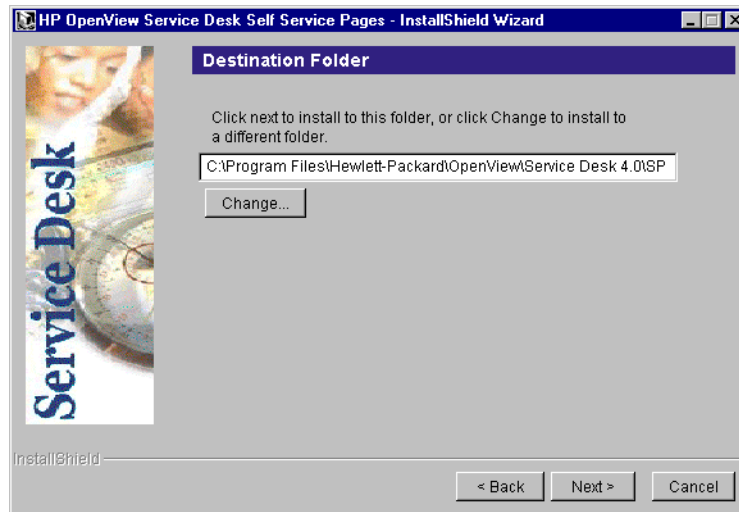 HP OpenView Service Desk Self Service Pages - InstallShield Wizard
Destination Folder
Click next to install to this folder, or click Change to install to
a different folder.
C:\Program Files\Hewlett-Packard\OpenView\Service Desk 4.0\SP
Change...
Service Desk
InstallShield
< Back
Next >
Cancel